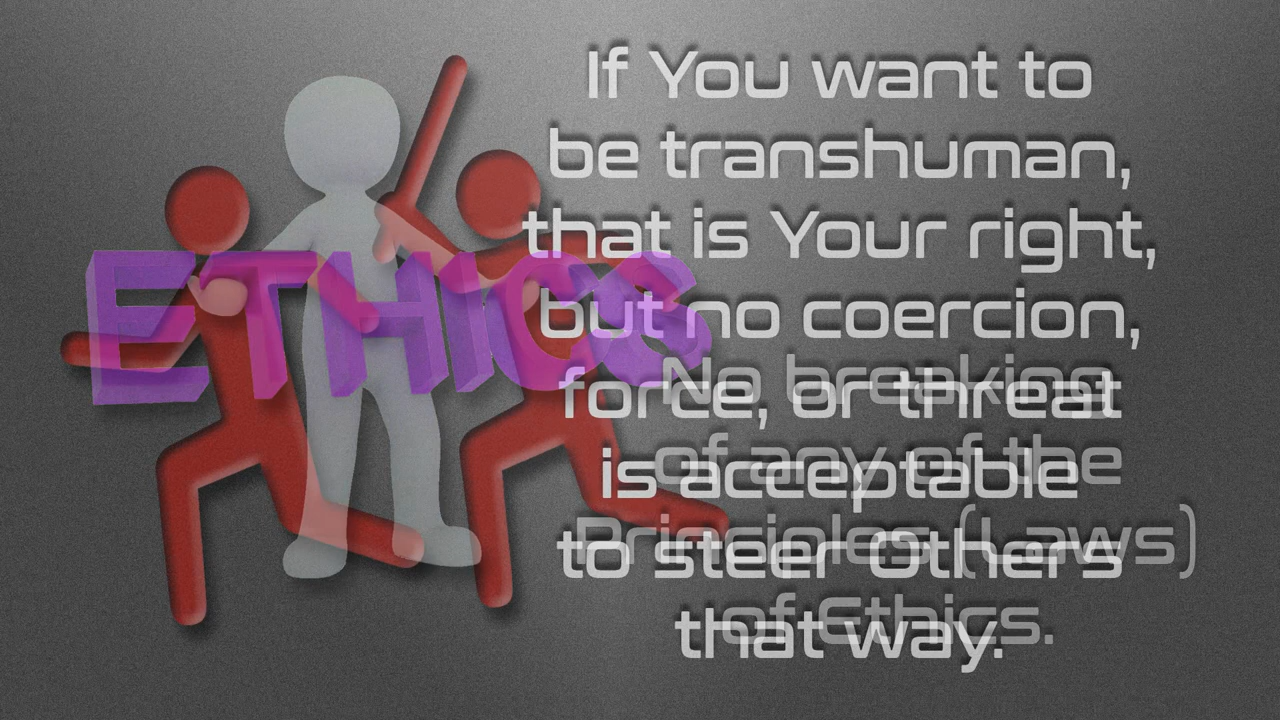 If You want to
be transhuman,
that is Your right,
but no coercion,
force, or threat
is acceptable
to steer Others
that way.
ETHICS
No breaking
of any of the
Principles (Laws)
of Ethics.